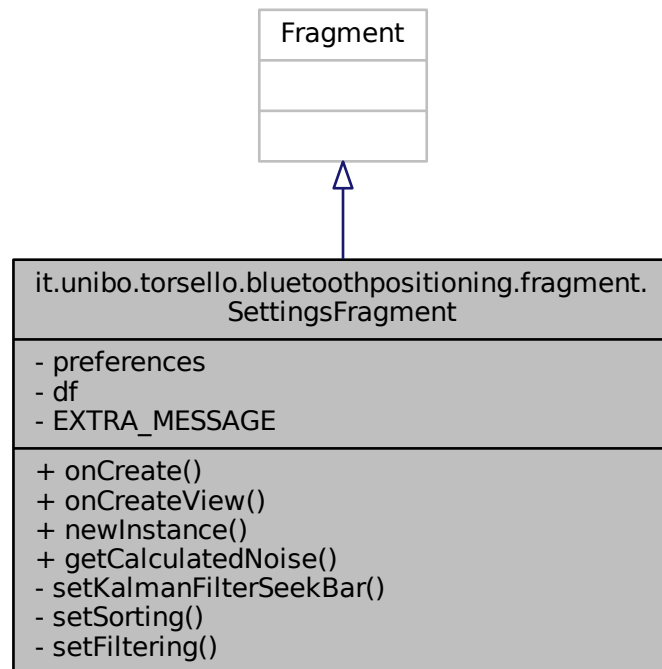 Fragment
it.unibo.torsello.bluetoothpositioning.fragment.
SettingsFragment
- preferences
- df
- EXTRA_MESSAGE
+ onCreate()
+ onCreateView()
+ newInstance()
+ getCalculatedNoise()
- setKalmanFilterSeekBar()
- setSorting()
- setFiltering()